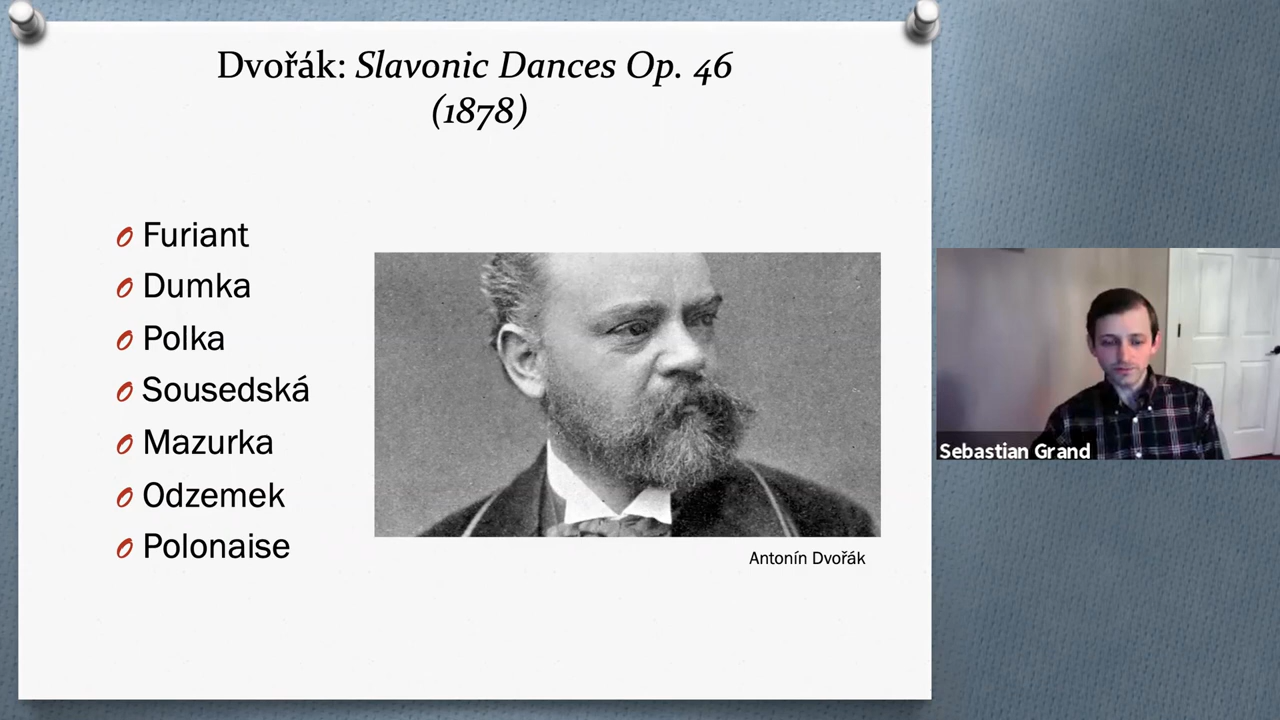 Dvořák: Slavonic Dances Op. 46
(1878)
Furiant
Dumka
Polka
Sousedská
Mazurka
Odzemek
Polonaise
Antonín Dvořák
Sebastian Grand